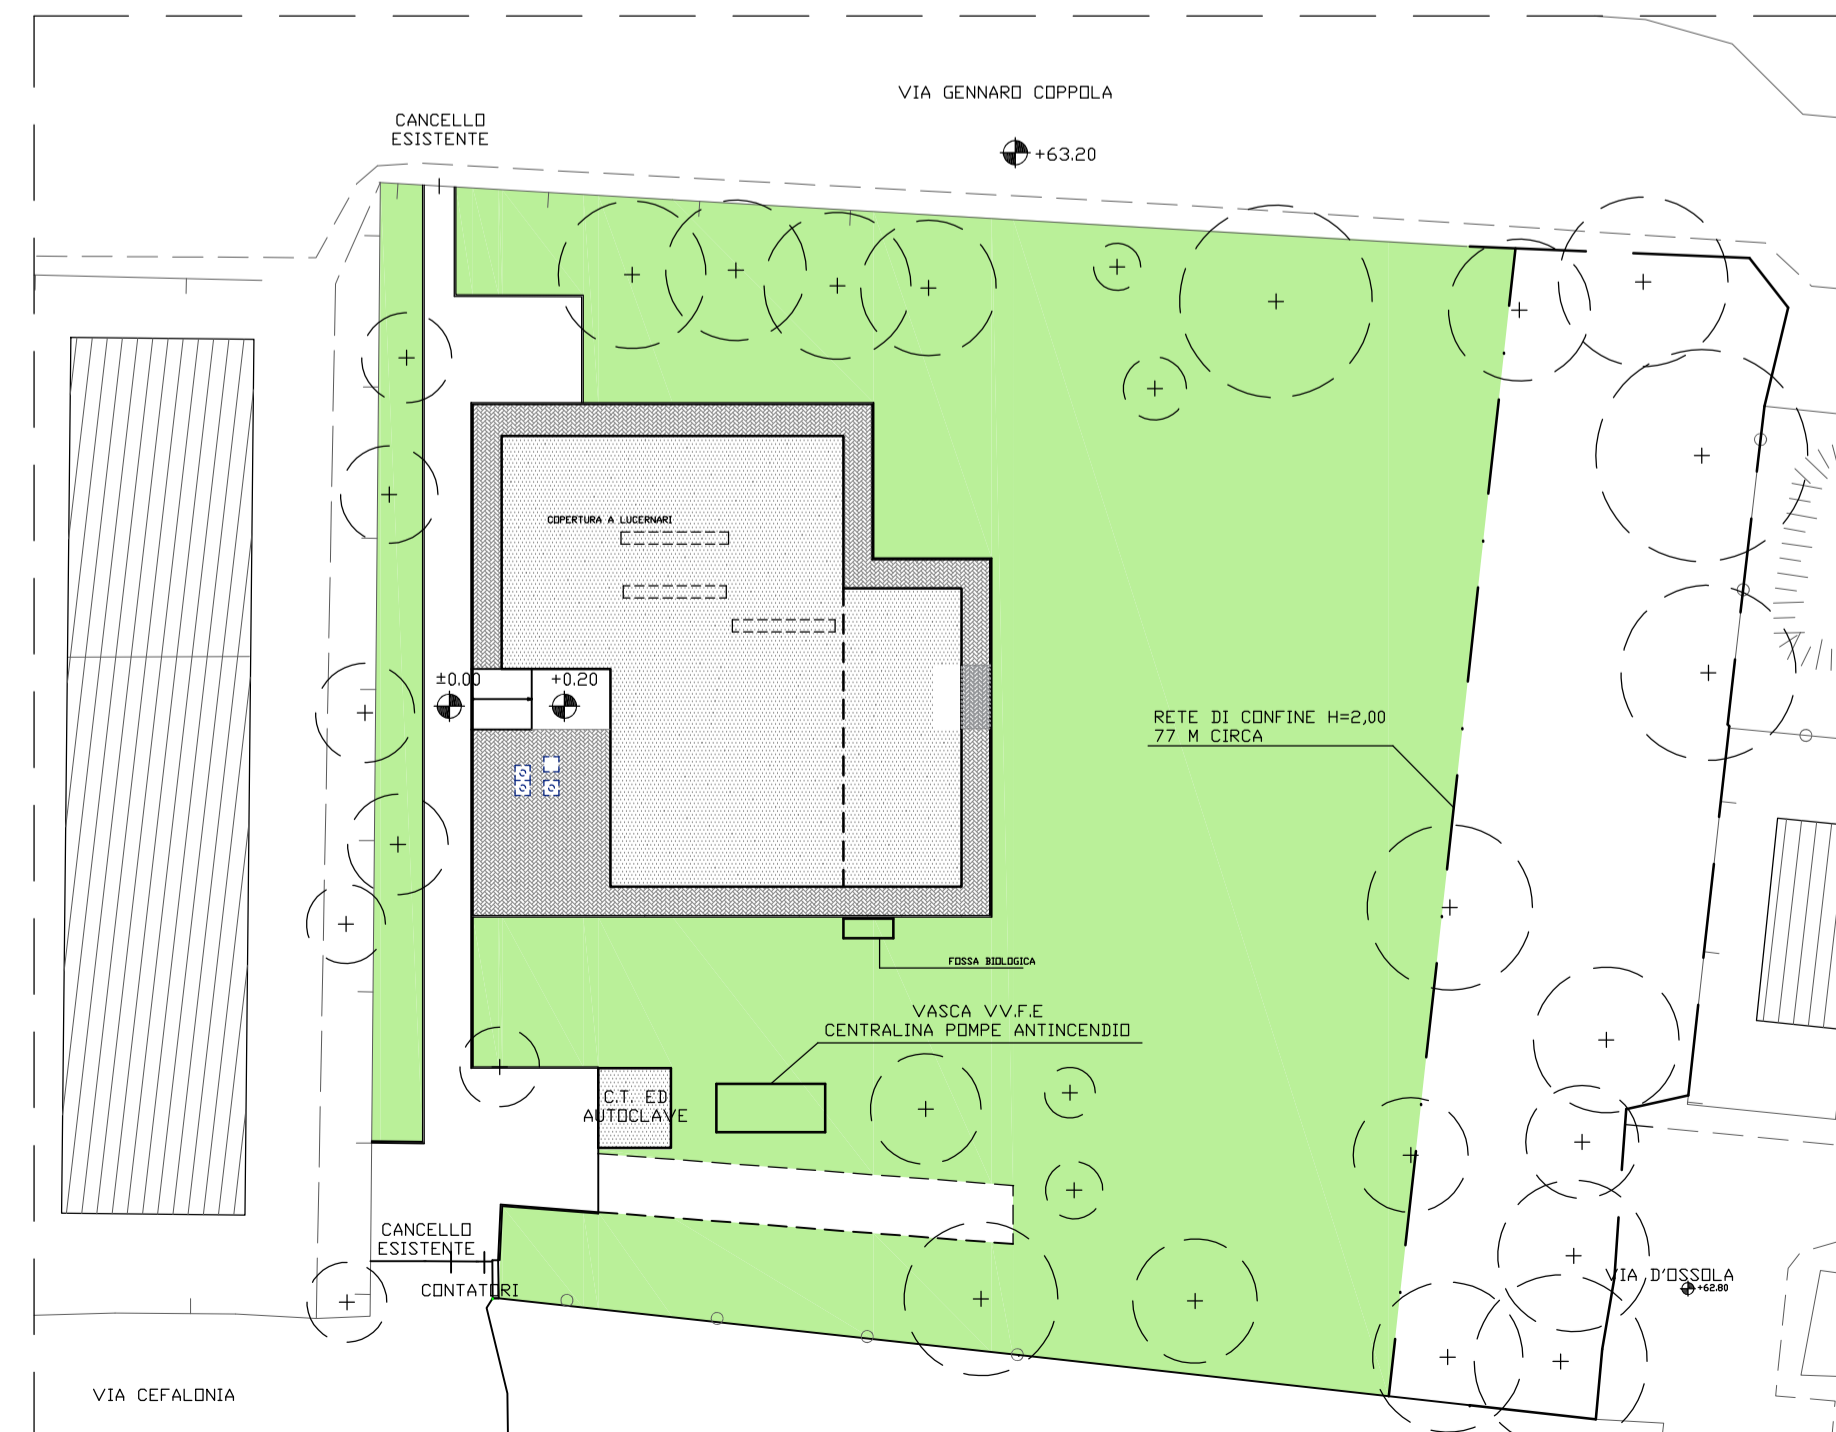 VIA GENNARO COPPOLA
CANCELLO
ESISTENTE
+63.20
COPERTURA A LUCERNARI
±0.00
+0.20
RETE DI CONFINE H=2,00
77 M CIRCA
FOSSA BIOLOGICA
VASCA VV.F.E
CENTRALINA POMPE ANTINCENDIO
C.T. ED
AUTOCLAVE
CANCELLO
ESISTENTE
CONTATORI
VIA D'OSSOLA
+62.80
VIA CEFALONIA